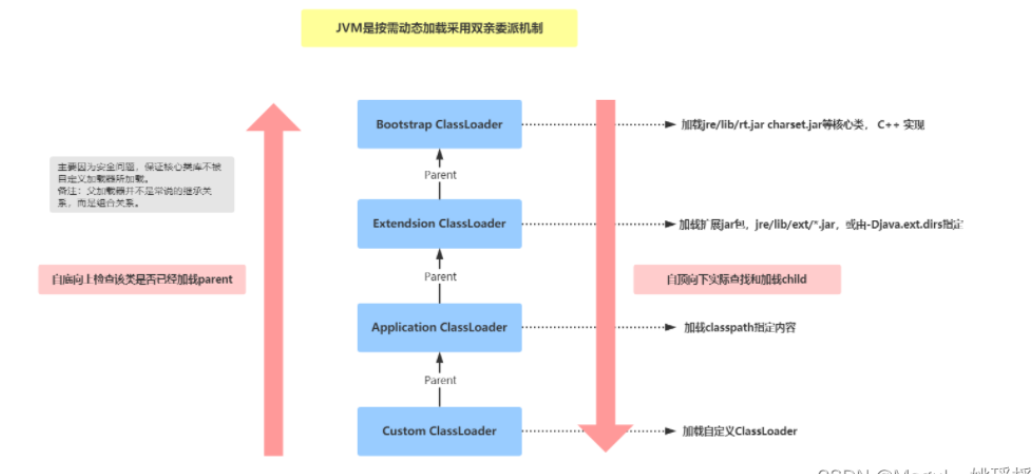 JVM是按需动态加载采用双亲委派机制
Bootstrap ClassLoader
加载jre/lib/rt.jar charset.jar等核心类， C++ 实现
主要因为安全问题，保证核心类库不被
自定义加载器所加载。
备注：父加载器并不是常说的继承关
系，而是组合关系。
Parent
Extendsion ClassLoader
加载扩展jar包，jre/lib/ext/*.jar，或由-Djava.ext.dirs指定
自底向上检查该类是否已经加载parent
Parent
自顶向下实际查找和加载child
Application ClassLoader
加载classpath指定内容
Parent
Custom ClassLoader
加载自定义ClassLoader